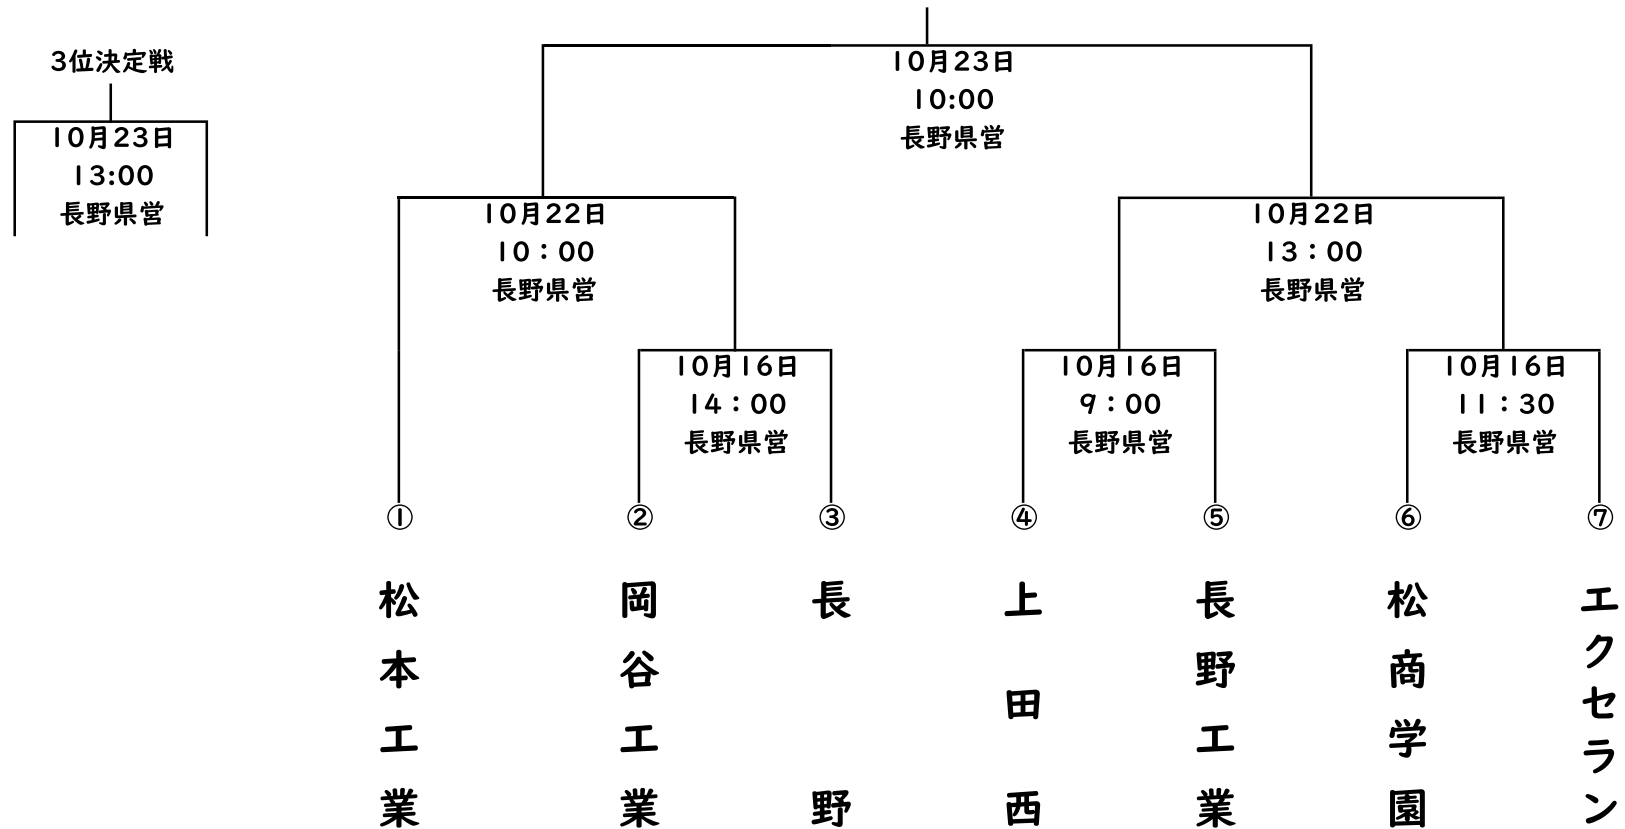 3位決定戦
10月23日
13:00
長野県営
10月23日
10:00
長野県営
10月22日
10：00
長野県営
10月22日
13：00
長野県営
10月16日
14：00
長野県営
10月16日
9：00
長野県営
10月16日
11：30
長野県営
①
②
③
④
⑤
⑥
⑦
松本工業
岡谷工業
長野
上田西
長野工業
松商学園
エクセラン